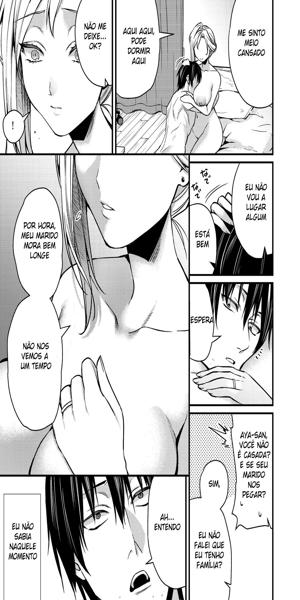 ME SINTO
MEIO
CANSADO
AQUI AQUI,
PODE
DORMIR
AQUI
NÃO ME
DEIXE...
OK?
!
EU NÃO
VOU A
LUGAR
ALGUM
ESTÁ
BEM
POR HORA,
MEU MARIDO
MORA BEM
LONGE
NÃO NOS
VEMOS A
UM TEMPO
ESPERA
AYA-SAN,
VOCÊ NÃO
É CASADA?
E SE SEU
MARIDO
NOS
PEGAR?
SIM,
EU NÃO
FALEI QUE
EU TENHO
FAMÍLIA?
AH...
ENTENDO
EU NÃO
SABIA
NAQUELE
MOMENTO